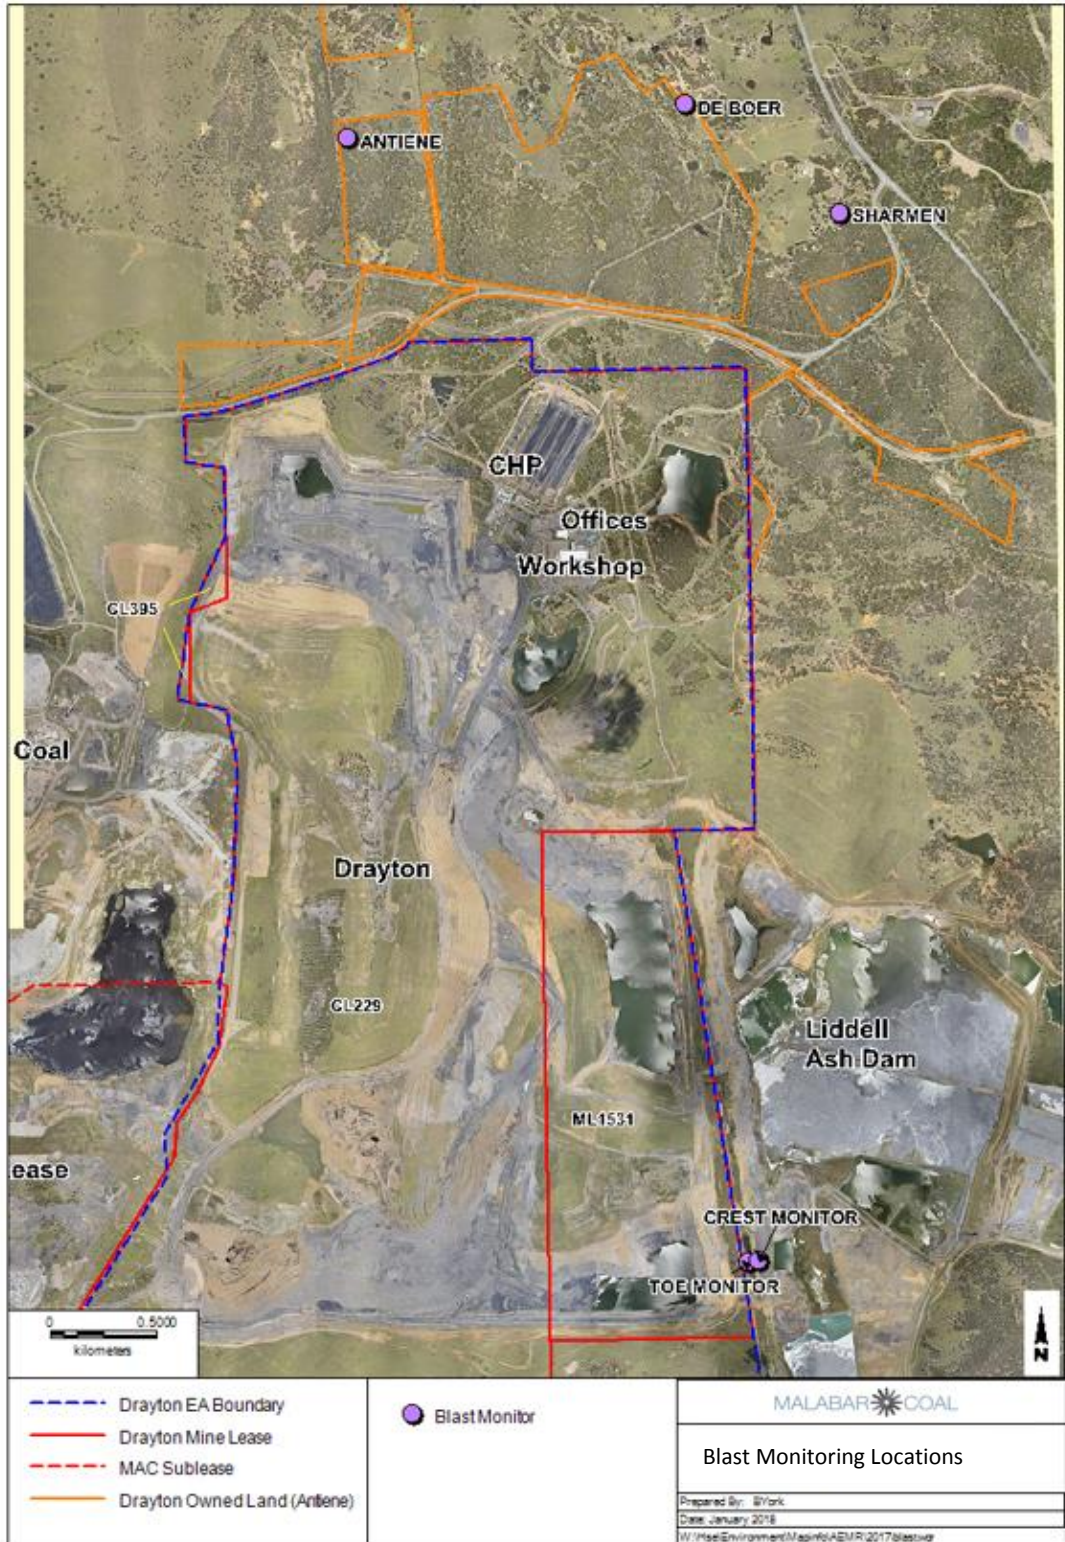 DE BOER
ANTIENE
SHARMEN
CHP
Offices
Workshop
CL395
Coal
Drayton
CL229
Liddell
Ash Dam
ML1531
ease
CREST MONITOR
TOE MONITOR
0 0.5000
kilometers
N
Drayton EA Boundary
Drayton Mine Lease
MAC Sublease
Drayton Owned Land (Antiene)
Blast Monitor
MALABAR COAL
Blast Monitoring Locations
Prepared By: BYork
Date: January 2018